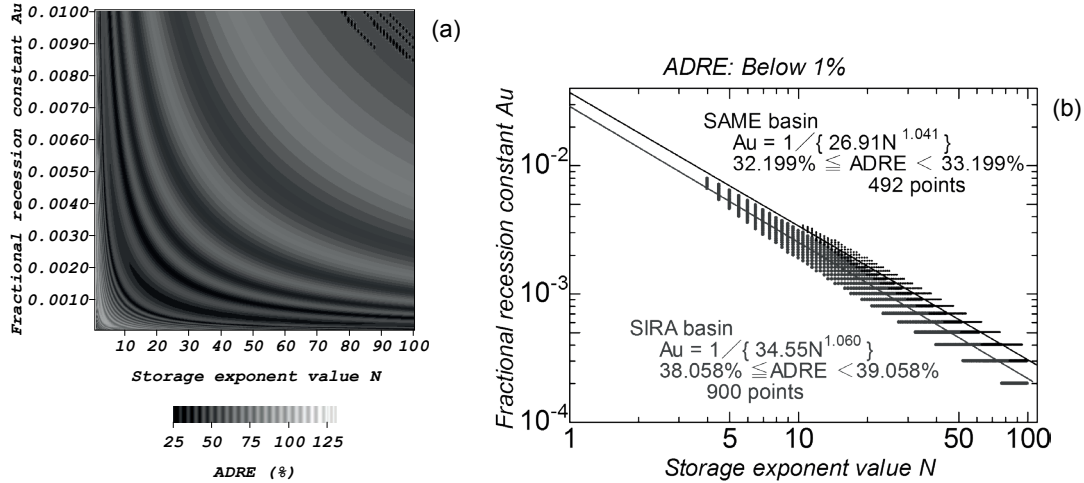 (a)
Fractional recession constant Au
0.0100
0.0090
0.0080
0.0070
0.0060
0.0050
0.0040
0.0030
0.0020
0.0010
10 20 30 40 50 60 70 80 90 100
Storage exponent value N
25 50 75 100 125
ADRE (%)
(b)
ADRE: Below 1%
Fractional recession constant Au
10-2
10-3
10-4
SAME basin
Au = 1／{ 26.91N 1.041 }
32.199% ≦ ADRE < 33.199%
492 points
SIRA basin
Au = 1／{ 34.55N 1.060 }
38.058% ≦ADRE <39.058%
900 points
1 5 10 50 100
Storage exponent value N